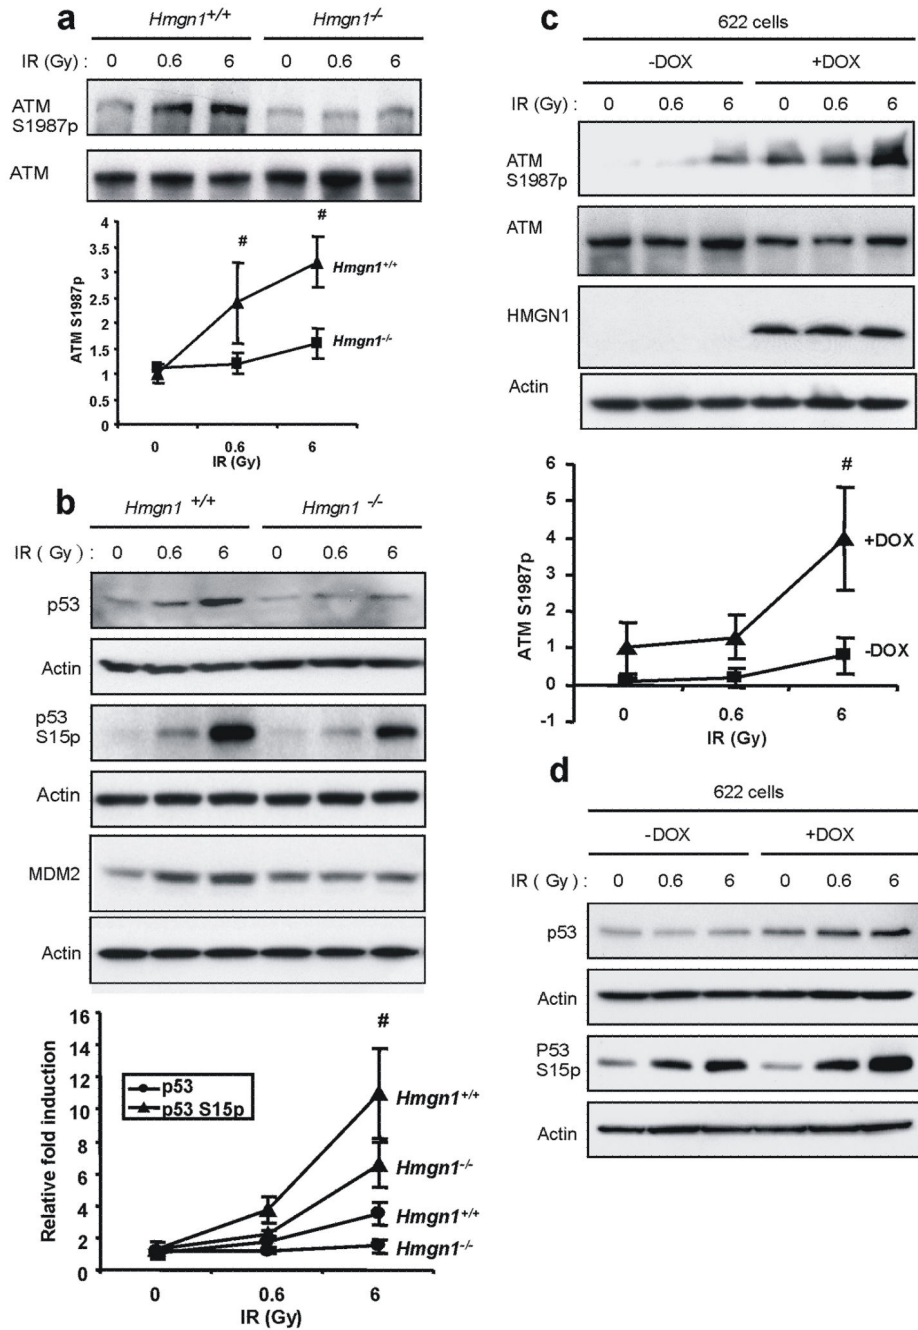 a
Hmgn1+/+ Hmgn1-/-
IR (Gy) : 0 0.6 6 0 0.6 6
ATM
S1987p
ATM
4
3.5
3
2.5
2
1.5
1
0.5
0
ATM S1987p
#
#
Hmgn1+/+
Hmgn1-/-
0 0.6 6
IR (Gy)
b
Hmgn1 +/+ Hmgn1 -/-
IR ( Gy ) : 0 0.6 6 0 0.6 6
p53
Actin
p53
S15p
Actin
MDM2
Actin
16
14
12
10
8
6
4
2
0
Relative fold induction
p53
p53 S15p
#
Hmgn1+/+
Hmgn1-/-
Hmgn1+/+
Hmgn1-/-
0 0.6 6
IR (Gy)
c
622 cells
-DOX +DOX
IR (Gy) : 0 0.6 6 0 0.6 6
ATM
S1987p
ATM
HMGN1
Actin
6
5
4
3
2
1
0
-1
ATM S1987p
#
+DOX
-DOX
0 0.6 6
IR (Gy)
d
622 cells
-DOX +DOX
IR ( Gy ) : 0 0.6 6 0 0.6 6
p53
Actin
P53
S15p
Actin